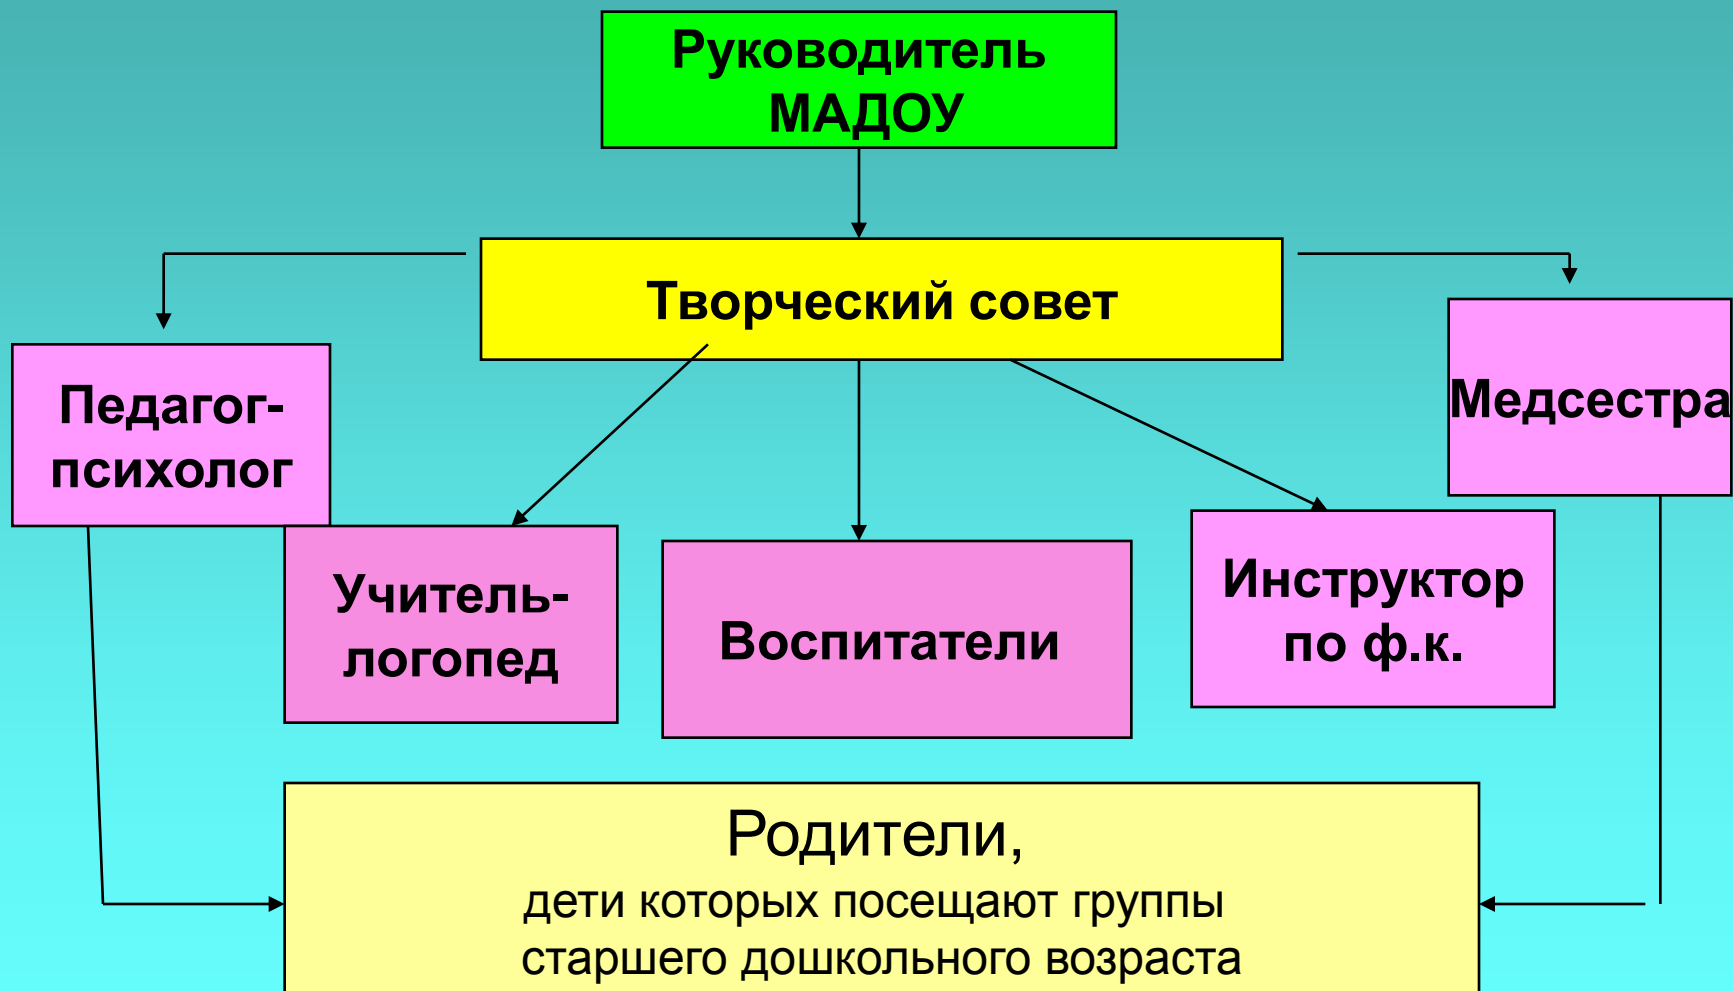 Руководитель
МАДОУ
Творческий совет
Педагог-
психолог
Медсестра
Учитель-
логопед
Воспитатели
Инструктор
по ф.к.
Родители,
дети которых посещают группы
старшего дошкольного возраста